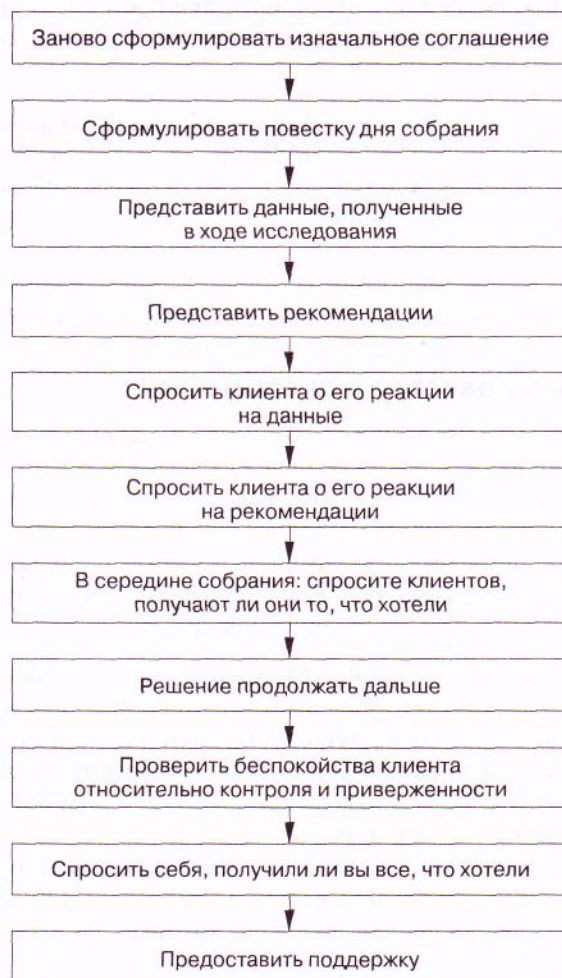 Заново сформулировать изначальное соглашение
Сформулировать повестку дня собрания
Представить данные, полученные
в ходе исследования
Представить рекомендации
Спросить клиента о его реакции
на данные
Спросить клиента о его реакции
на рекомендации
В середине собрания: спросите клиентов,
получают ли они то, что хотели
Решение продолжать дальше
Проверить беспокойства клиента
относительно контроля и приверженности
Спросить себя, получили ли вы все, что хотели
Предоставить поддержку